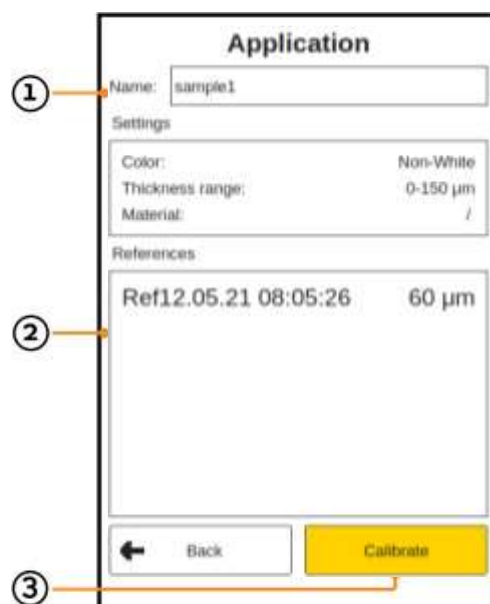 Application
① Name: sample1
Settings
Color: Non-White
Thickness range: 0-150 µm
Material: /
References
Ref12.05.21 08:05:26 60 µm
②
Back Calibrate
③